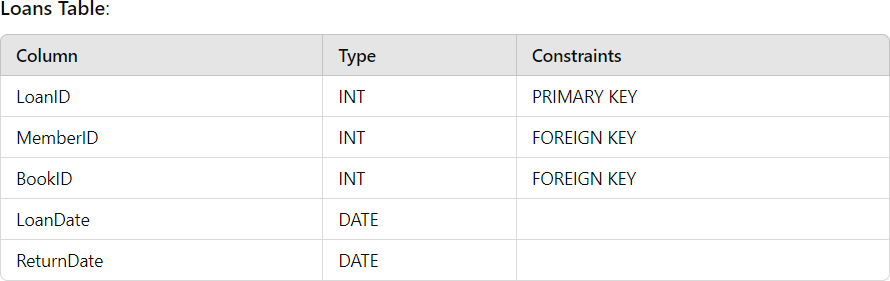 Loans Table:
Column Type Constraints
LoanID INT PRIMARY KEY
MemberID INT FOREIGN KEY
BookID INT FOREIGN KEY
LoanDate DATE
ReturnDate DATE